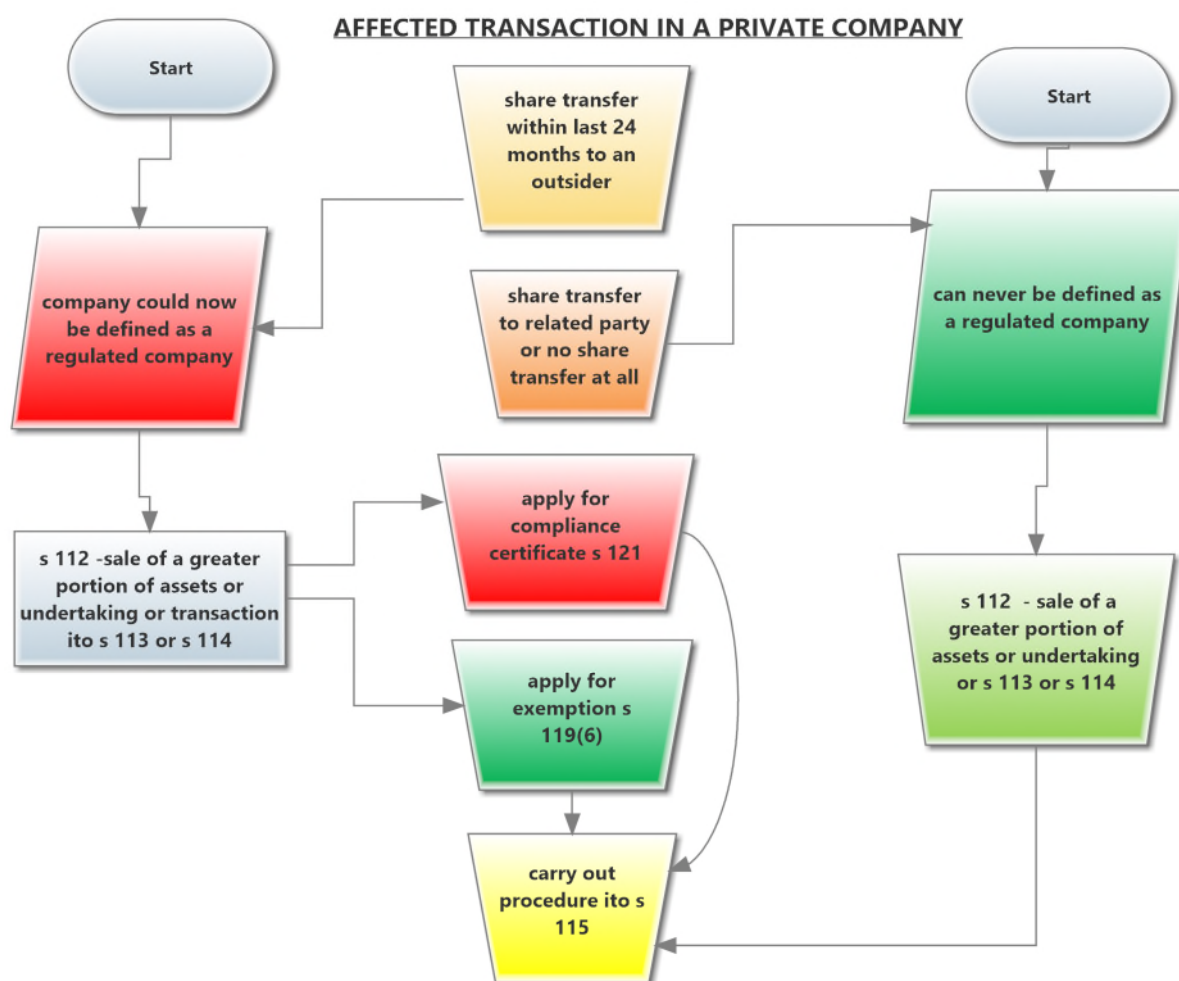 AFFECTED TRANSACTION IN A PRIVATE COMPANY
Start
share transfer
within last 24
months to an
outsider
Start
company could now
be defined as a
regulated company
share transfer
to related party
or no share
transfer at all
can never be defined as
a regulated company
s 112 -sale of a greater
portion of assets or
undertaking or transaction
ito s 113 or s 114
apply for
compliance
certificate s 121
s 112  - sale of a
greater portion of
assets or undertaking
or s 113 or s 114
apply for
exemption s
119(6)
carry out
procedure ito s
115